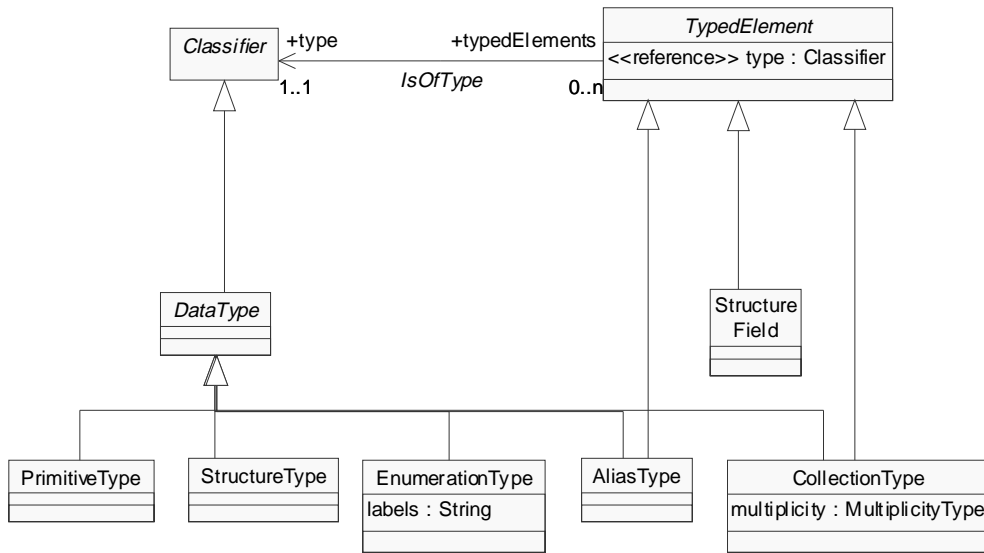 Classifier
+type
+typedElements
1..1
IsOfType
0..n
TypedElement
<<reference>> type : Classifier
DataType
Structure
Field
PrimitiveType
StructureType
EnumerationType
labels : String
AliasType
CollectionType
multiplicity : MultiplicityType